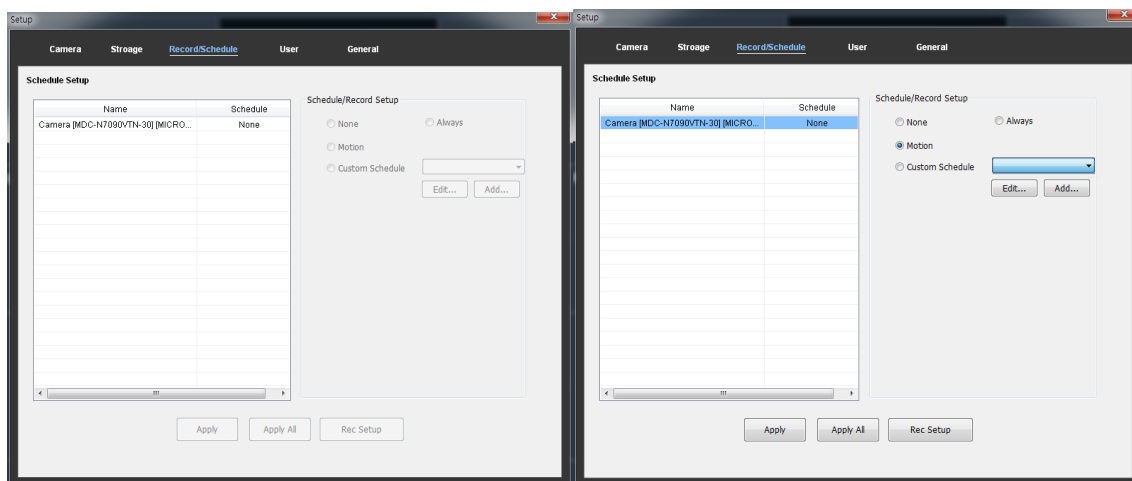 Setup
Camera Stroage Record/Schedule User General
Schedule Setup
Name Schedule
Camera [MDC-N7090VTN-30] [MICRO... None
Schedule/Record Setup
None Always
Motion
Custom Schedule
Edit... Add...
Apply Apply All Rec Setup
Setup
Camera Stroage Record/Schedule User General
Schedule Setup
Name Schedule
Camera [MDC-N7090VTN-30] [MICRO... None
Schedule/Record Setup
None Always
Motion
Custom Schedule
Edit... Add...
Apply Apply All Rec Setup